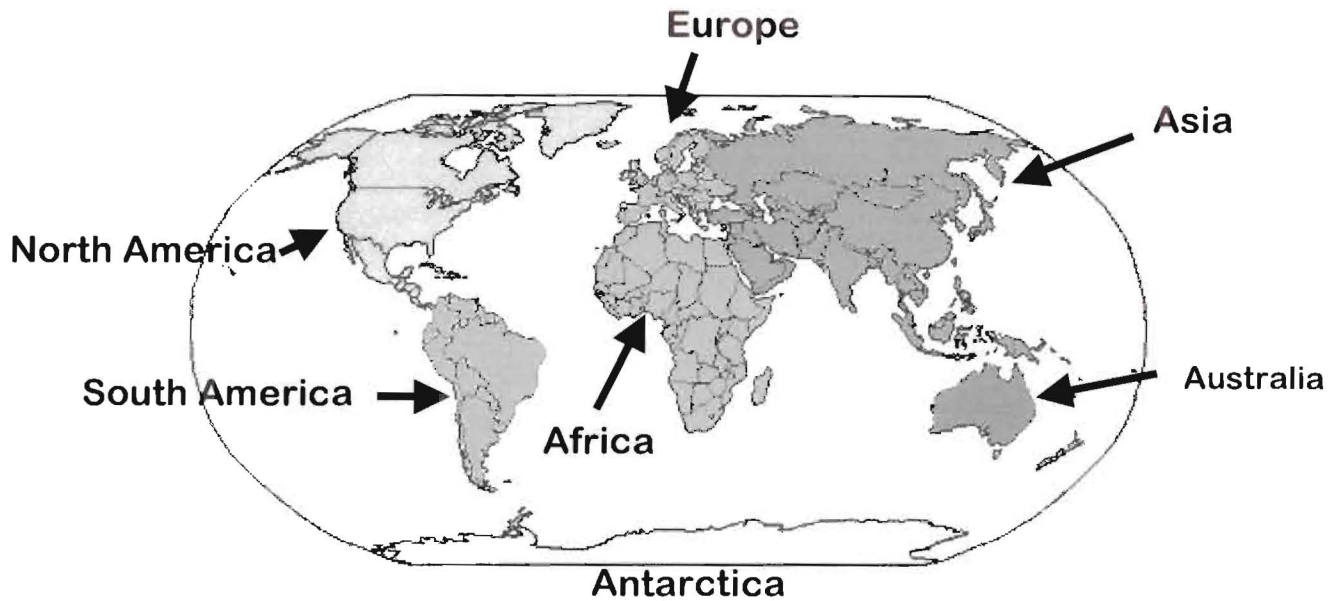 Europe
Asia
North America
South America
Australia
Africa
Antarctica